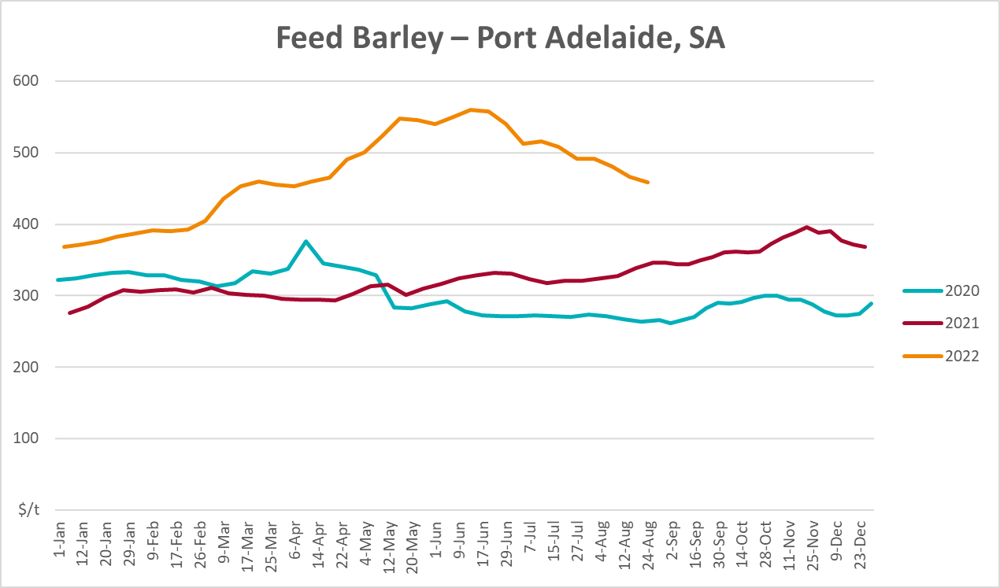 Feed Barley – Port Adelaide, SA
600
500
400
300
200
100
$/t
1-Jan
12-Jan
20-Jan
29-Jan
9-Feb
17-Feb
26-Feb
9-Mar
17-Mar
25-Mar
6-Apr
14-Apr
22-Apr
4-May
12-May
20-May
1-Jun
9-Jun
17-Jun
29-Jun
7-Jul
15-Jul
27-Jul
4-Aug
12-Aug
24-Aug
2-Sep
16-Sep
30-Sep
14-Oct
28-Oct
11-Nov
25-Nov
9-Dec
23-Dec
2020
2021
2022